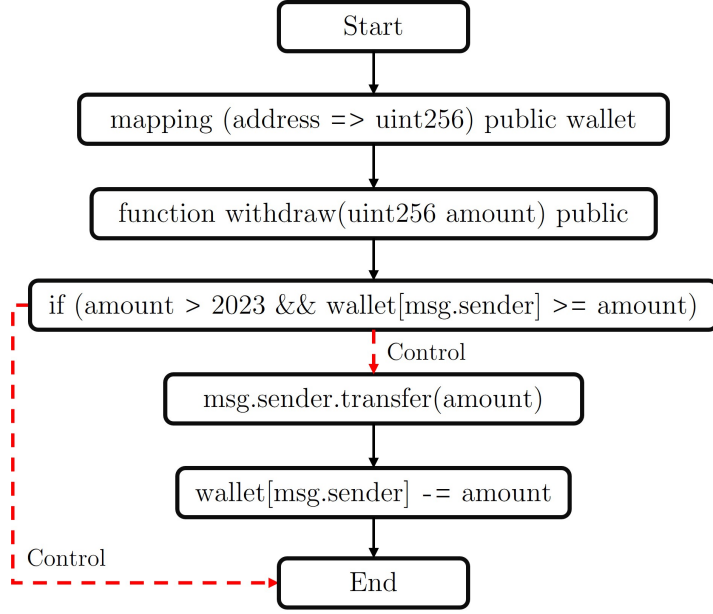 Start
mapping (address => uint256) public wallet
function withdraw(uint256 amount) public
if (amount > 2023 && wallet[msg.sender] >= amount)
Control
msg.sender.transfer(amount)
wallet[msg.sender] -= amount
Control
End